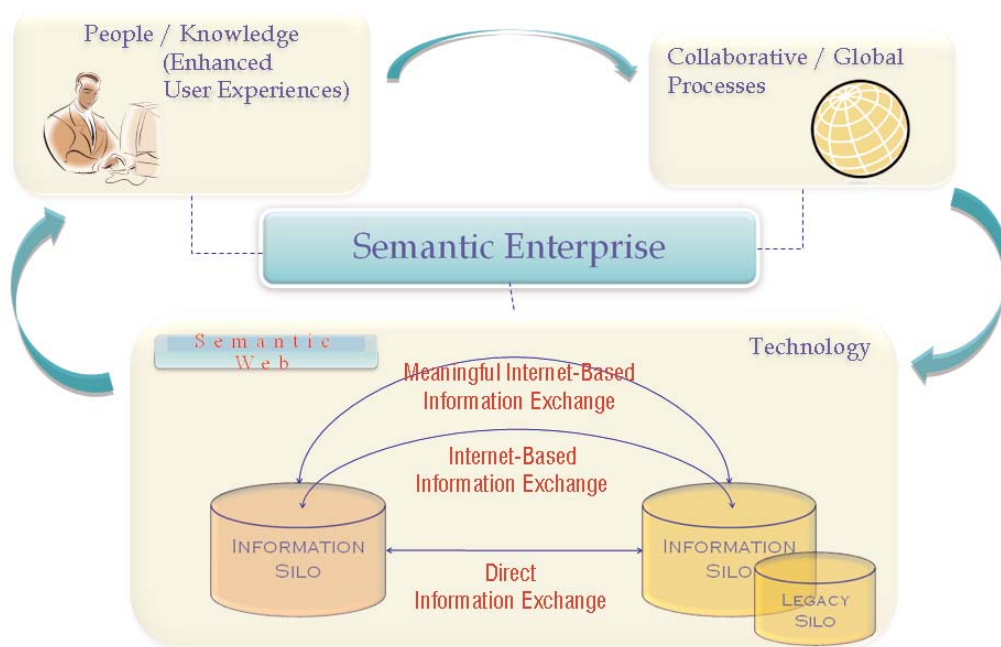 People / Knowledge
(Enhanced
User Experiences)
Collaborative / Global
Processes
Semantic Enterprise
Semantic
Web
Technology
Meaningful Internet-Based
Information Exchange
Internet-Based
Information Exchange
INFORMATION
SILO
INFORMATION
SILO
Direct
Information Exchange
LEGACY
SILO